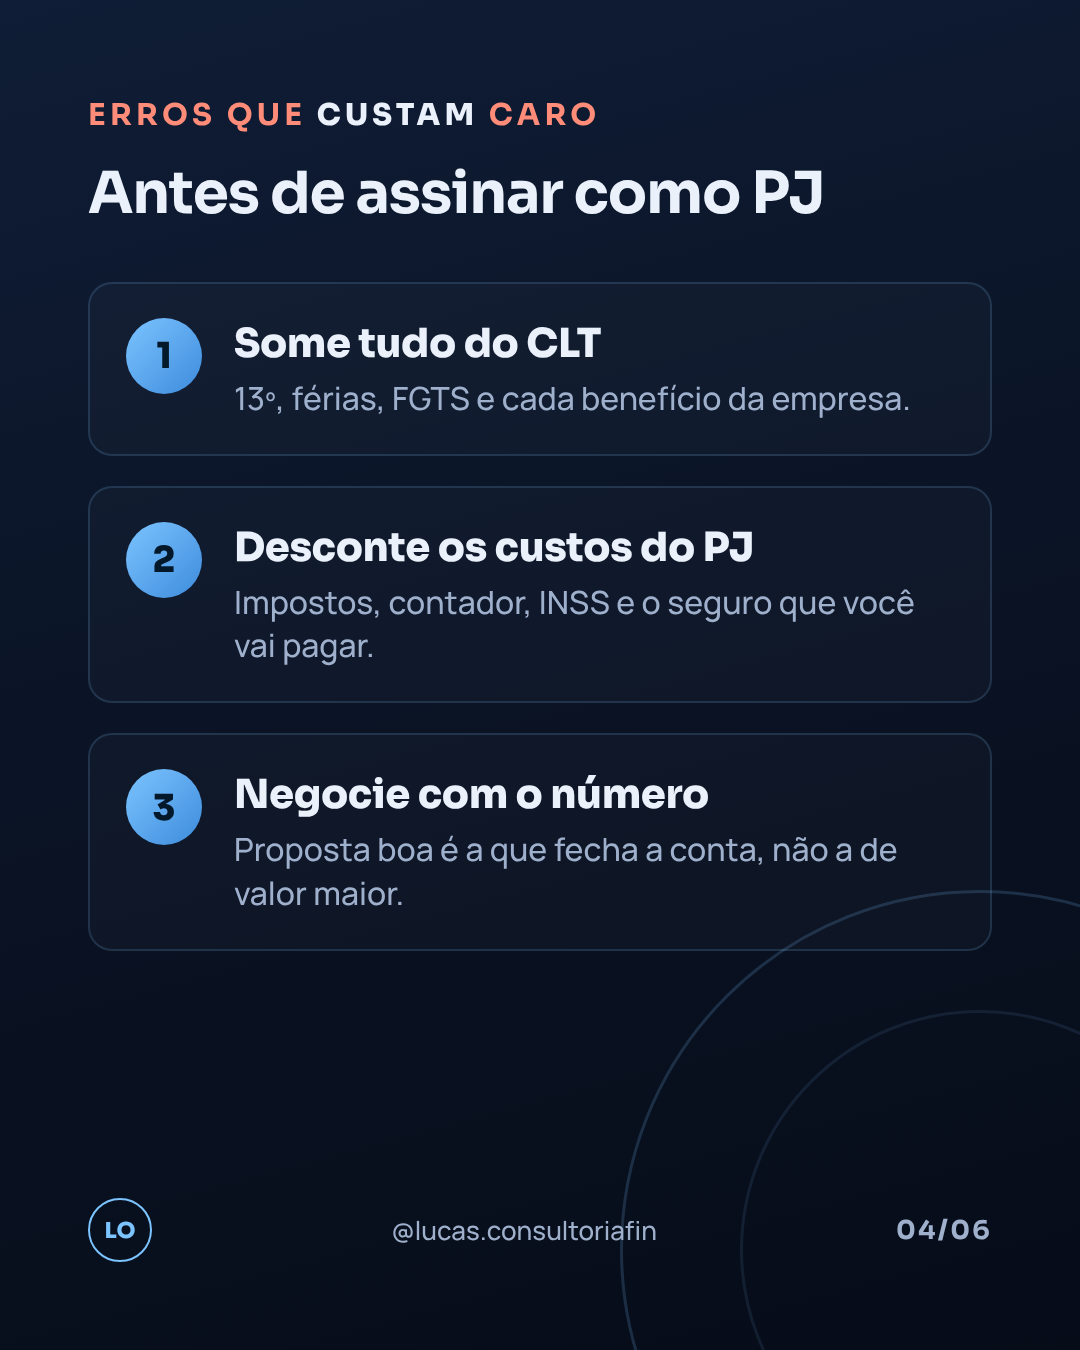 ERROS QUE CUSTAM CARO
Antes de assinar como PJ
1
Some tudo do CLT
13º, férias, FGTS e cada benefício da empresa.
2
Desconte os custos do PJ
Impostos, contador, INSS e o seguro que você
vai pagar.
3
Negocie com o número
Proposta boa é a que fecha a conta, não a de
valor maior.
LO
@lucas.consultoriafin
04/06